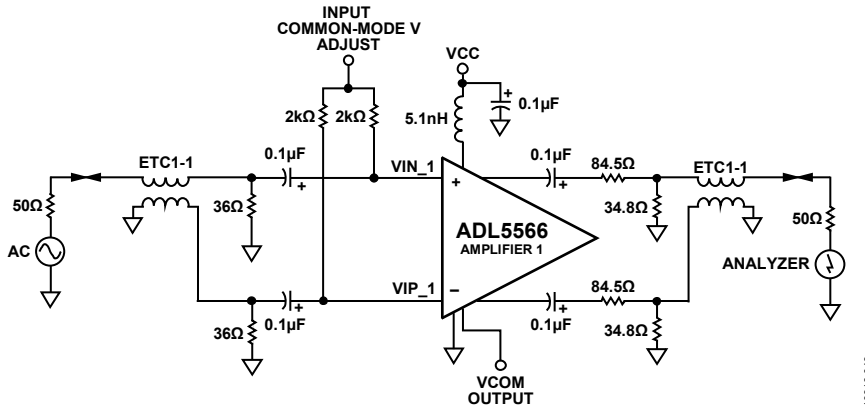 INPUT
COMMON-MODE V
ADJUST
VCC
2kΩ
2kΩ
5.1nH
+
0.1µF
ETC1-1
0.1µF
+
VIN_1
0.1µF
+
84.5Ω
ETC1-1
50Ω
36Ω
+
ADL5566
AMPLIFIER 1
34.8Ω
50Ω
AC
ANALYZER
VIP_1
−
84.5Ω
+
+
36Ω
0.1µF
0.1µF
34.8Ω
VCOM
OUTPUT